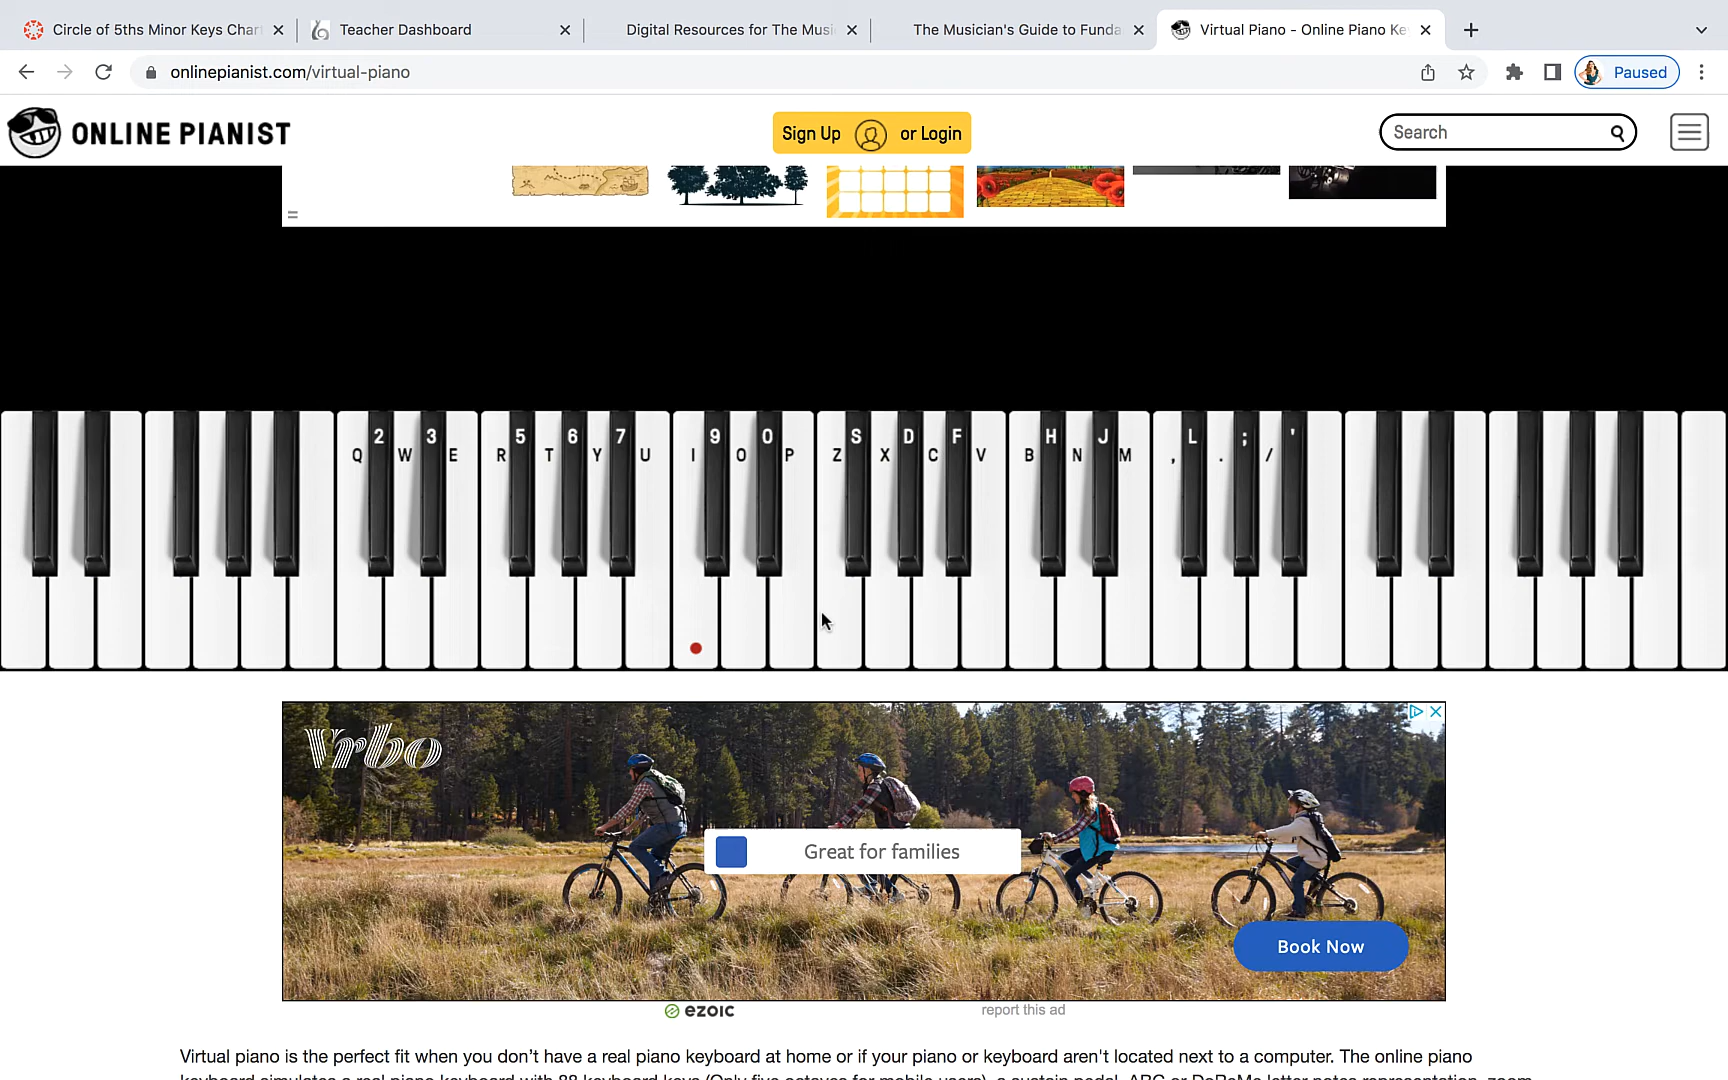 Circle of 5ths Minor Keys Chart
Teacher Dashboard
Digital Resources for The Musi
The Musician's Guide to Funda
Virtual Piano - Online Piano Ke
onlinepianist.com/virtual-piano
Paused
ONLINE PIANIST
Sign Up or Login
Search
2 3 5 6 7 9 0 S D F H J L ; '
Q W E R T Y U I O P Z X C V B N M , . /
Vrbo
Great for families
Book Now
ezoic
report this ad
Virtual piano is the perfect fit when you don't have a real piano keyboard at home or if your piano or keyboard aren't located next to a computer. The online piano
keyboard simulates a real piano keyboard with 88 keyboard keys (Only five octaves for mobile users), a sustain pedal, ABC or DoReMe letter notes representation, zoom